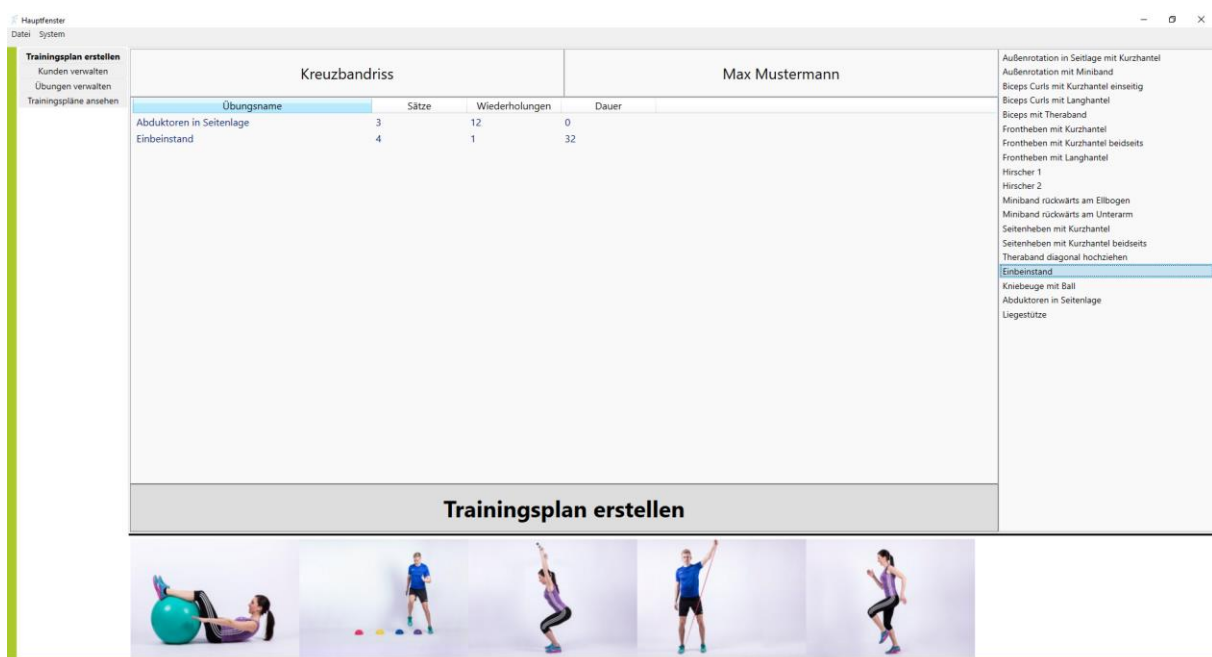 Hauptfenster
Datei System
Trainingsplan erstellen
Kunden verwalten
Übungen verwalten
Trainingspläne ansehen
Kreuzbandriss
Max Mustermann
Übungsname Sätze Wiederholungen Dauer
Abduktoren in Seitenlage 3 12 0
Einbeinstand 4 1 32
Trainingsplan erstellen
Außenrotation in Seitlage mit Kurzhantel
Außenrotation mit Miniband
Biceps Curls mit Kurzhantel einseitig
Biceps Curls mit Langhantel
Biceps mit Theraband
Frontheben mit Kurzhantel
Frontheben mit Kurzhantel beidseits
Frontheben mit Langhantel
Hirscher 1
Hirscher 2
Miniband rückwärts am Ellbogen
Miniband rückwärts am Unterarm
Seitenheben mit Kurzhantel
Seitenheben mit Kurzhantel beidseits
Theraband diagonal hochziehen
Einbeinstand
Kniebeuge mit Ball
Abduktoren in Seitenlage
Liegestütze